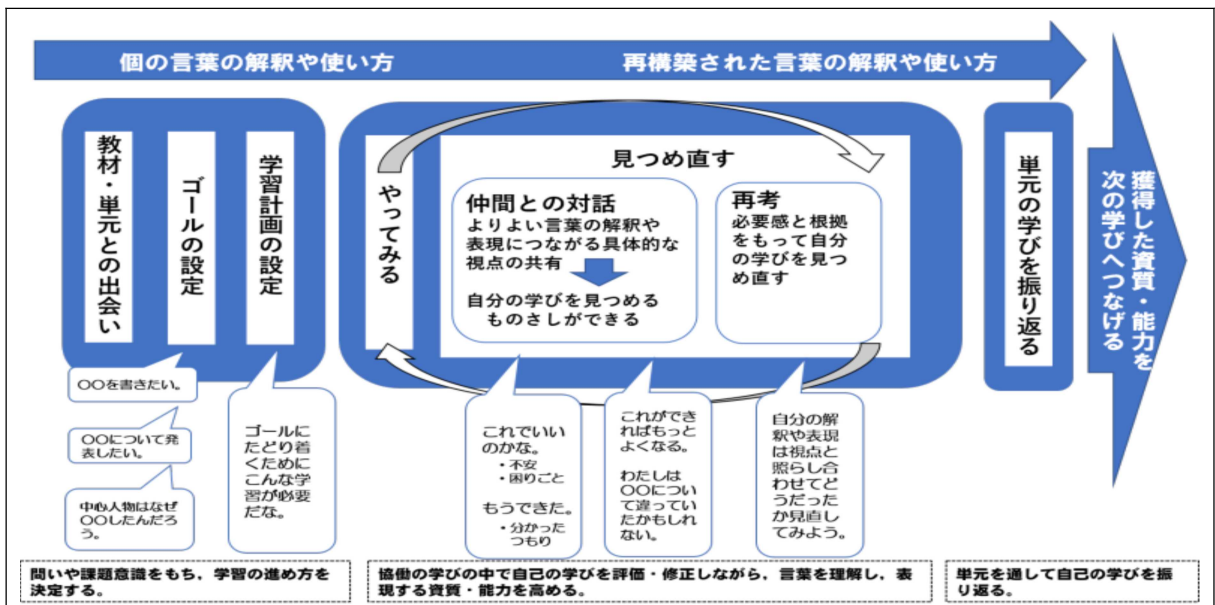 個の言葉の解釈や使い方
再構築された言葉の解釈や使い方
教材・単元との出会い
ゴールの設定
学習計画の設定
やってみる
見つめ直す
仲間との対話
よりよい言葉の解釈や
表現につながる具体的な
視点の共有
自分の学びを見つめる
ものさしができる
再考
必要感と根拠
をもって自分
の学びを見つ
め直す
単元の学びを振り返る
獲得した資質・能力を
次の学びへつなげる
〇〇を書きたい。
〇〇について発
表したい。
中心人物はなぜ
〇〇したんだろ
う。
ゴールに
たどり着
くために
こんな学
習が必要
だな。
これでいい
のかな。
・不安
・困りごと
もうできた。
・分かった
つもり
これができ
ればもっと
よくなる。
わたしは
〇〇につい
て違ってい
たかもしれ
ない。
自分の解
釈や表現
は視点と
照らし合
わせてど
うだった
か見直し
てみよう。
問いや課題意識をもち，学習の進め方を
決定する。
協働の学びの中で自己の学びを評価・修正しながら，言葉を理解し，表
現する資質・能力を高める。
単元を通して自己の学びを振
り返る。